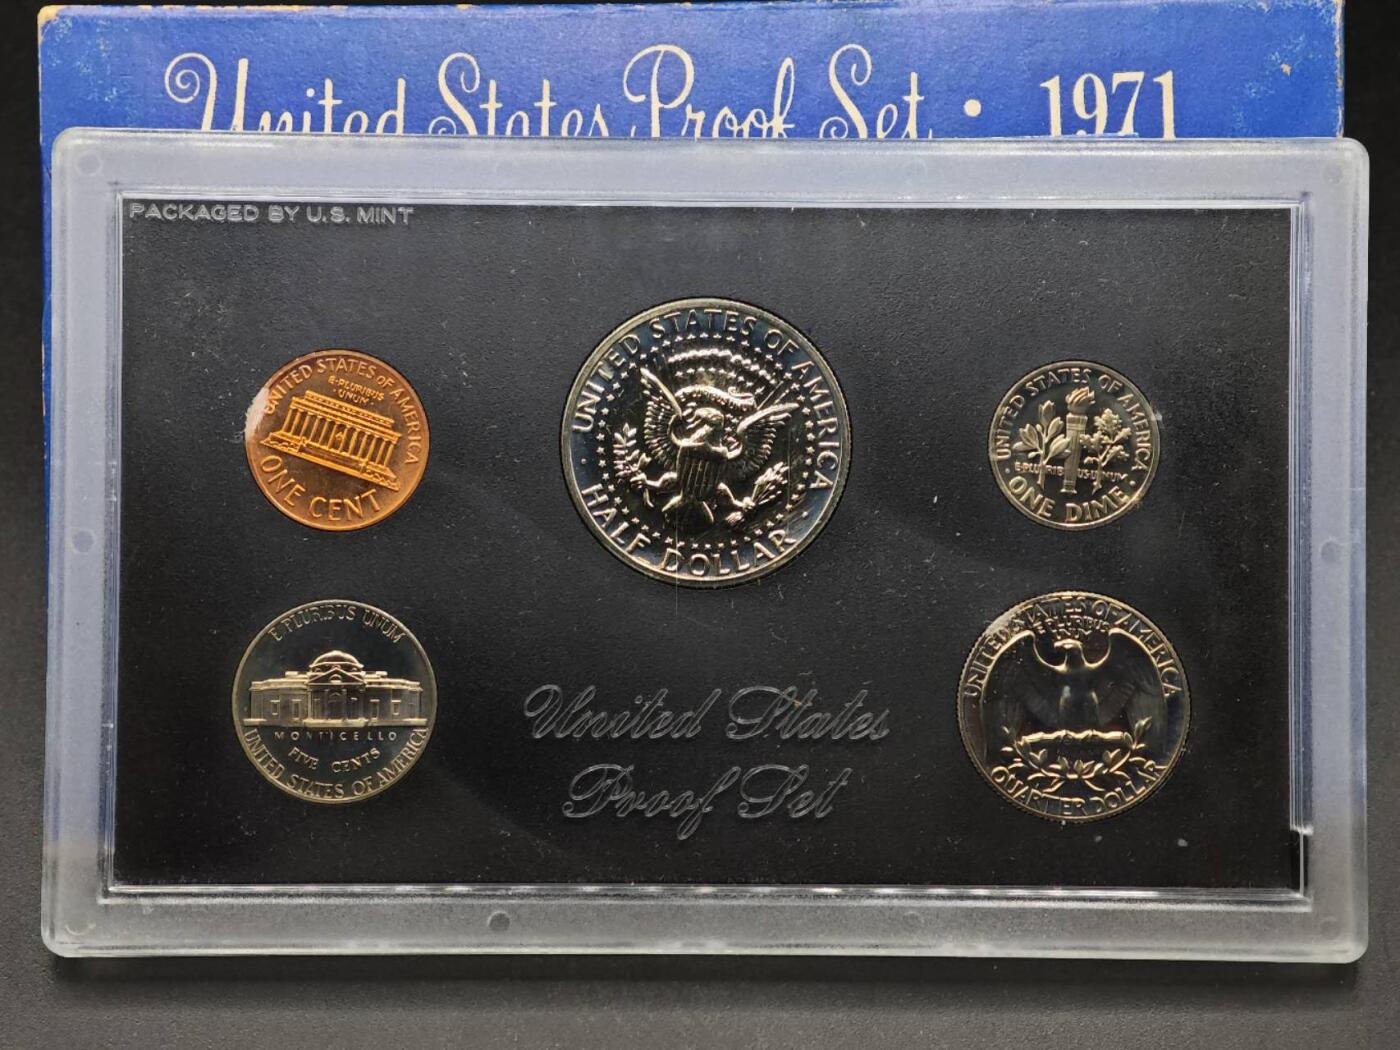 United States Proof Set · 1971
PACKAGED BY U.S. MINT
UNITED STATES OF AMERICA
E·PLURIBUS
·UNUM·
ONE CENT
UNITED STATES OF AMERICA
· HALF DOLLAR ·
UNITED STATES OF AMERICA
E·PLURIBUS·UNUM
· ONE DIME ·
E PLURIBUS UNUM
MONTICELLO
FIVE CENTS
UNITED STATES OF AMERICA
UNITED STATES OF AMERICA
E PLURIBUS
UNUM
QUARTER DOLLAR
United States
Proof Set